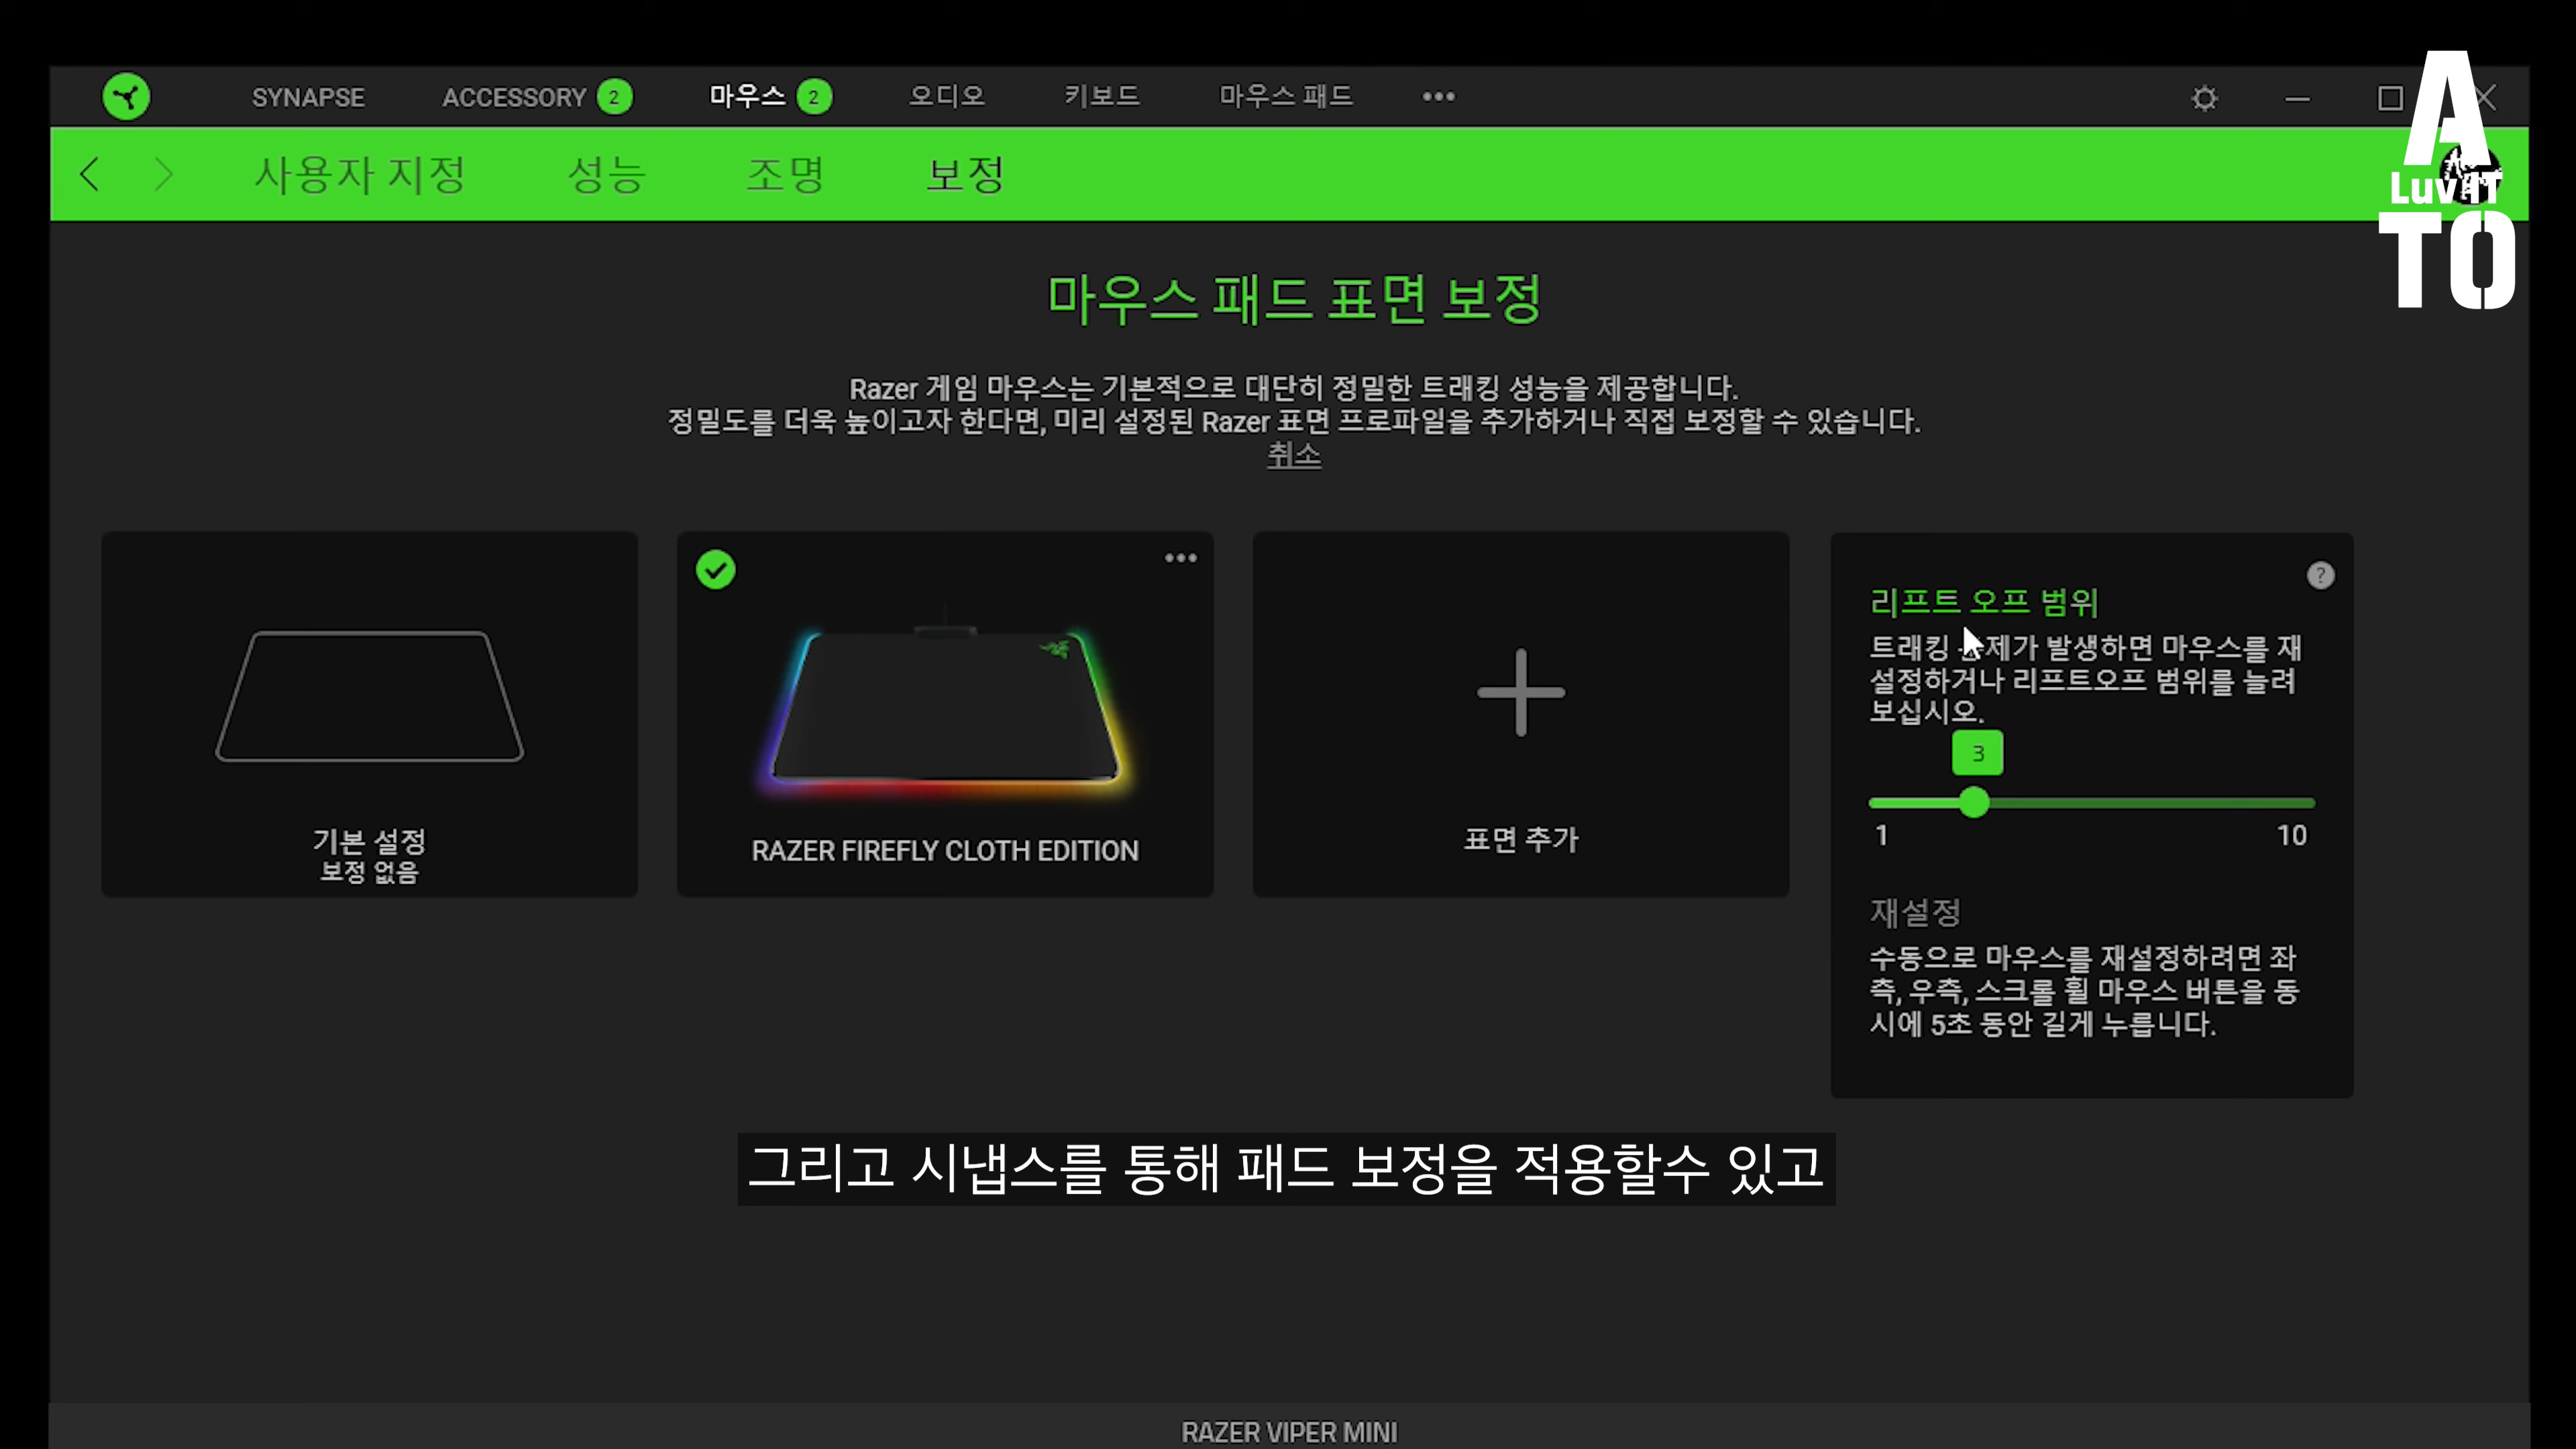 SYNAPSE ACCESSORY 2 마우스 2 오디오 키보드 마우스 패드
사용자 지정 성능 조명 보정
A
Luv IT
TO
마우스 패드 표면 보정
Razer 게임 마우스는 기본적으로 대단히 정밀한 트래킹 성능을 제공합니다.
정밀도를 더욱 높이고자 한다면, 미리 설정된 Razer 표면 프로파일을 추가하거나 직접 보정할 수 있습니다.
취소
기본 설정
보정 없음
RAZER FIREFLY CLOTH EDITION
표면 추가
?
리프트 오프 범위
트래킹 문제가 발생하면 마우스를 재
설정하거나 리프트오프 범위를 늘려
보십시오.
3
1 10
재설정
수동으로 마우스를 재설정하려면 좌
측, 우측, 스크롤 휠 마우스 버튼을 동
시에 5초 동안 길게 누릅니다.
그리고 시냅스를 통해 패드 보정을 적용할수 있고
RAZER VIPER MINI